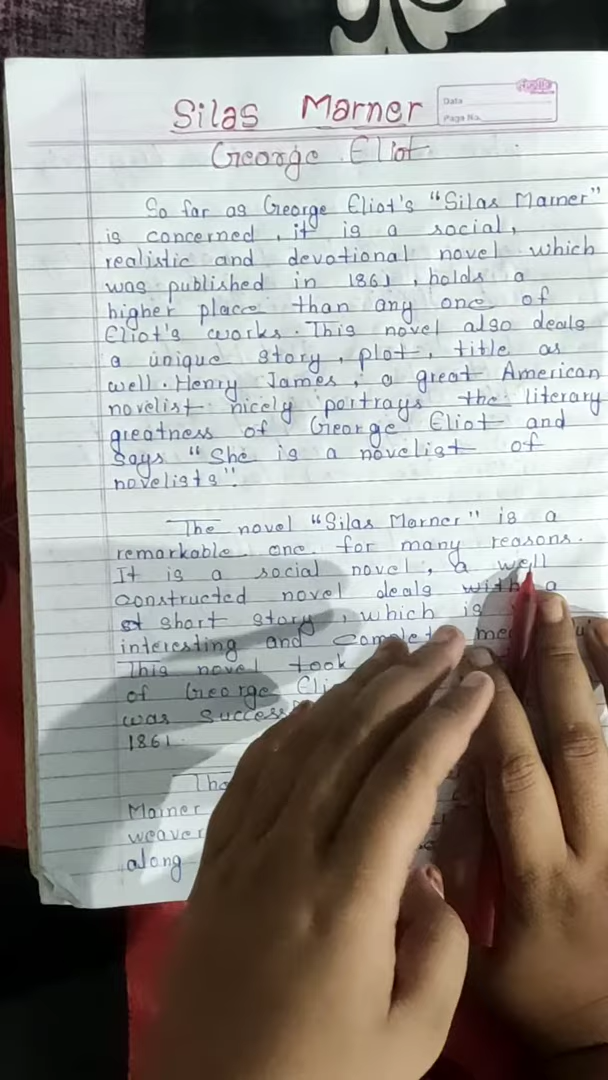 Silas Marner
Data
Page No.
George Eliot
So far as George Eliot's "Silas Marner"
is concerned, it is a social,
realistic and devotional novel which
was published in 1861, holds a
higher place than any one of
Eliot's works. This novel also deals
a unique story, plot, title as
well. Henry James, a great American
novelist nicely portrays the literary
greatness of George Eliot and
says "She is a novelist of
novelists".
The novel "Silas Marner" is a
remarkable one for many reasons.
It is a social novel, a well
constructed novel deals with a
short story, which is
interesting and
This novel took
of George
was
1861.
Marner
weaver
along